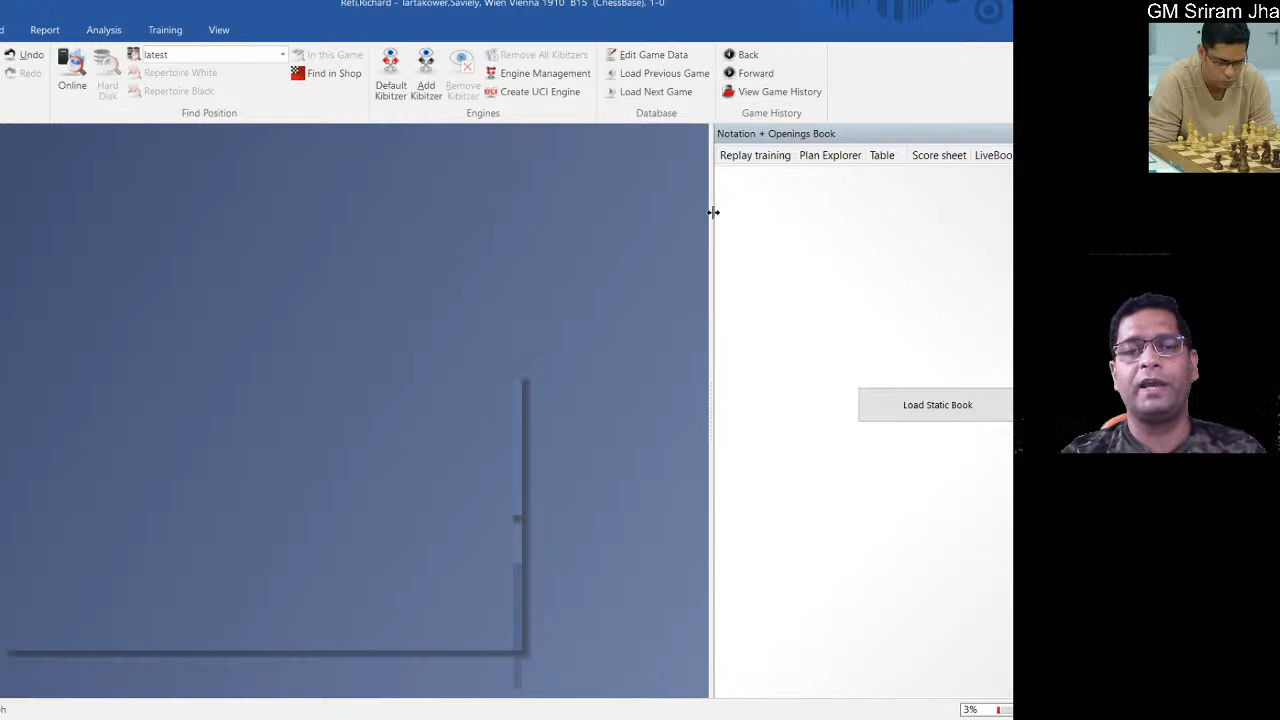 Reti,Richard - Tartakower,Saviely, Wien Vienna 1910  B15  (ChessBase), 1-0
GM Sriram Jha
d Report Analysis Training View
Undo
Redo
Online
Hard
Disk
latest
Repertoire White
Repertoire Black
In this Game
Find in Shop
Find Position
Default
Kibitzer
Add
Kibitzer
Remove
Kibitzer
Remove All Kibitzers
Engine Management
UCI Create UCI Engine
Engines
Edit Game Data
Load Previous Game
Load Next Game
Database
Back
Forward
View Game History
Game History
Notation + Openings Book
Replay training Plan Explorer Table Score sheet LiveBoo
Load Static Book
ph
3%